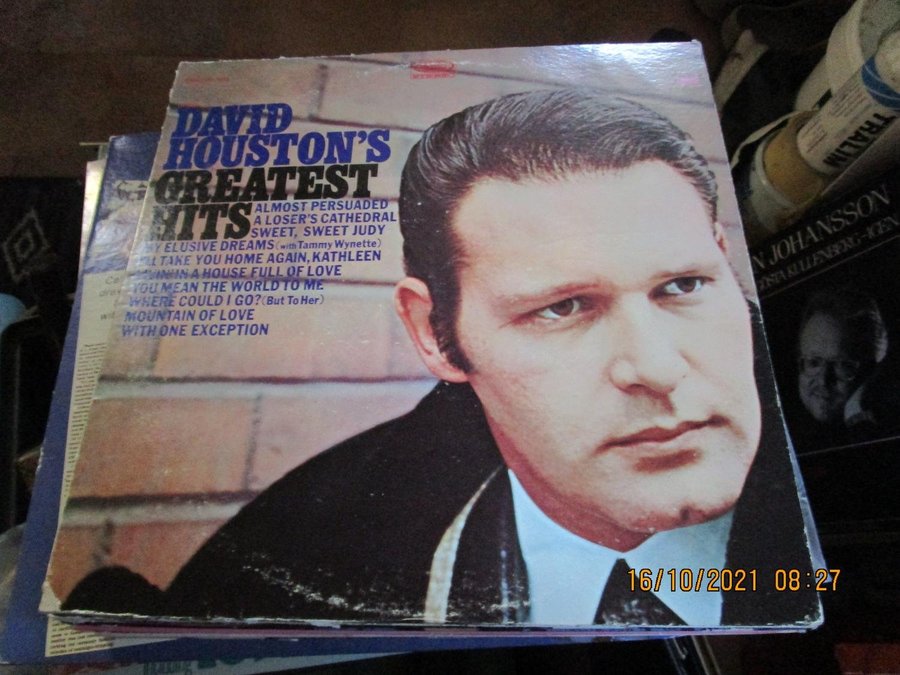 DAVID
HOUSTON'S
GREATEST
HITS
ALMOST PERSUADED
A LOSER'S CATHEDRAL
SWEET, SWEET JUDY
MY ELUSIVE DREAMS (with Tammy Wynette)
I'LL TAKE YOU HOME AGAIN, KATHLEEN
LIVIN' IN A HOUSE FULL OF LOVE
YOU MEAN THE WORLD TO ME
WHERE COULD I GO? (But To Her)
MOUNTAIN OF LOVE
WITH ONE EXCEPTION
JOHANSSON
KULLENBERG
16/10/2021 08:27